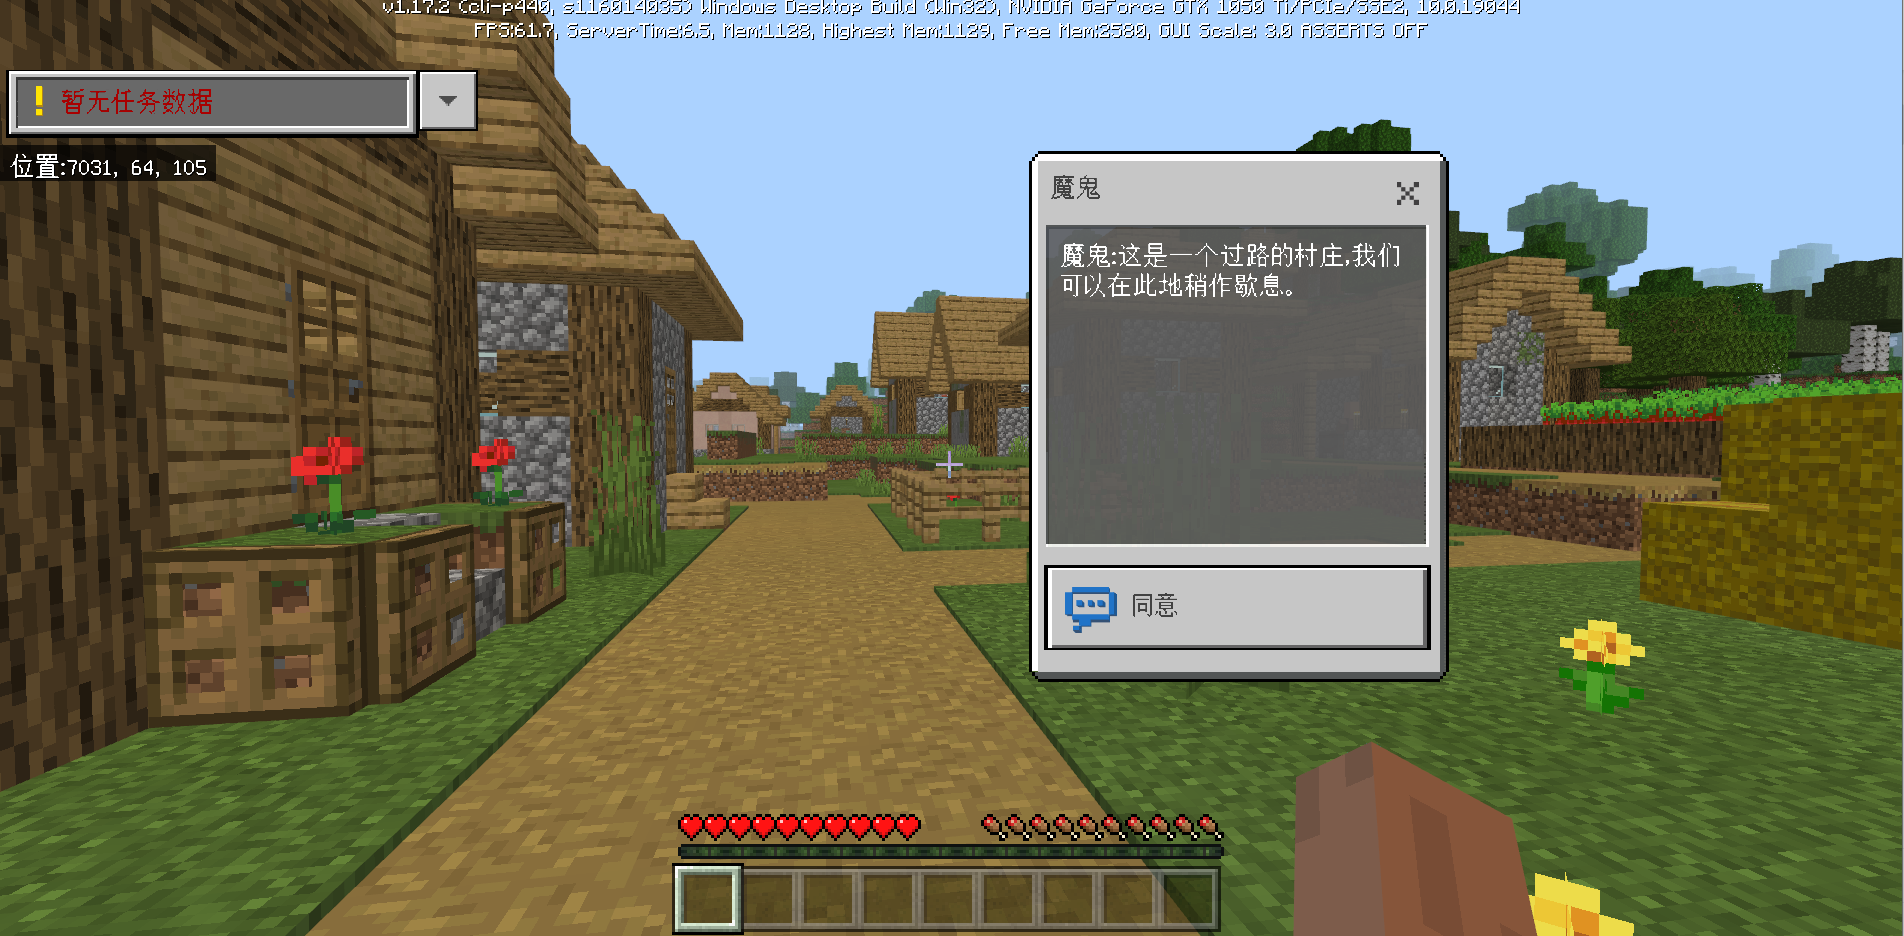 v1.17.2 (cli-p440, s116014035) Windows Desktop Build (Win32), NVIDIA GeForce GTX 1050 Ti/PCIe/SSE2, 10.0.19044
FPS:61.7, ServerTime:6.5, Mem:1128, Highest Mem:1129, Free Mem:2580, GUI Scale: 3.0 ASSERTS OFF
暂无任务数据
位置:7031, 64, 105
魔鬼
魔鬼:这是一个过路的村庄,我们
可以在此地稍作歇息。
同意